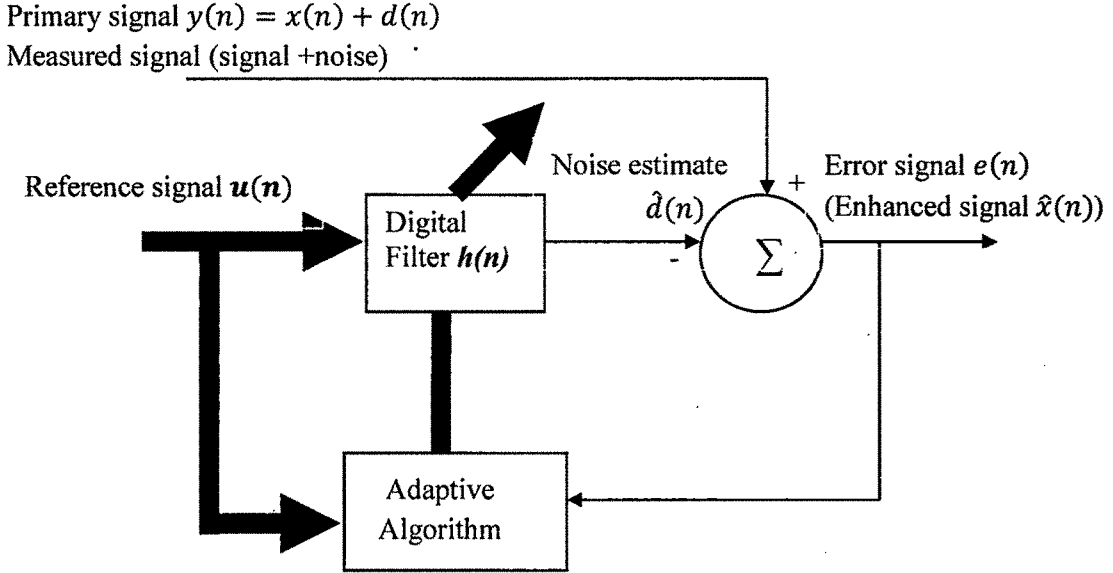 Primary signal y(n) = x(n) + d(n)
Measured signal (signal +noise)
Reference signal u(n)
Digital
Filter h(n)
Noise estimate
d̂(n)
+
-
Σ
Error signal e(n)
(Enhanced signal x̂(n))
Adaptive
Algorithm